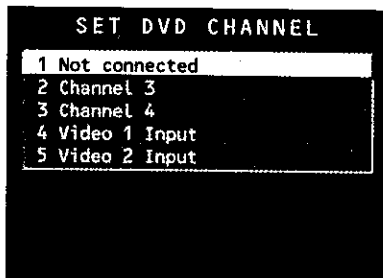 SET DVD CHANNEL
1 Not connected
2 Channel 3
3 Channel 4
4 Video 1 Input
5 Video 2 Input